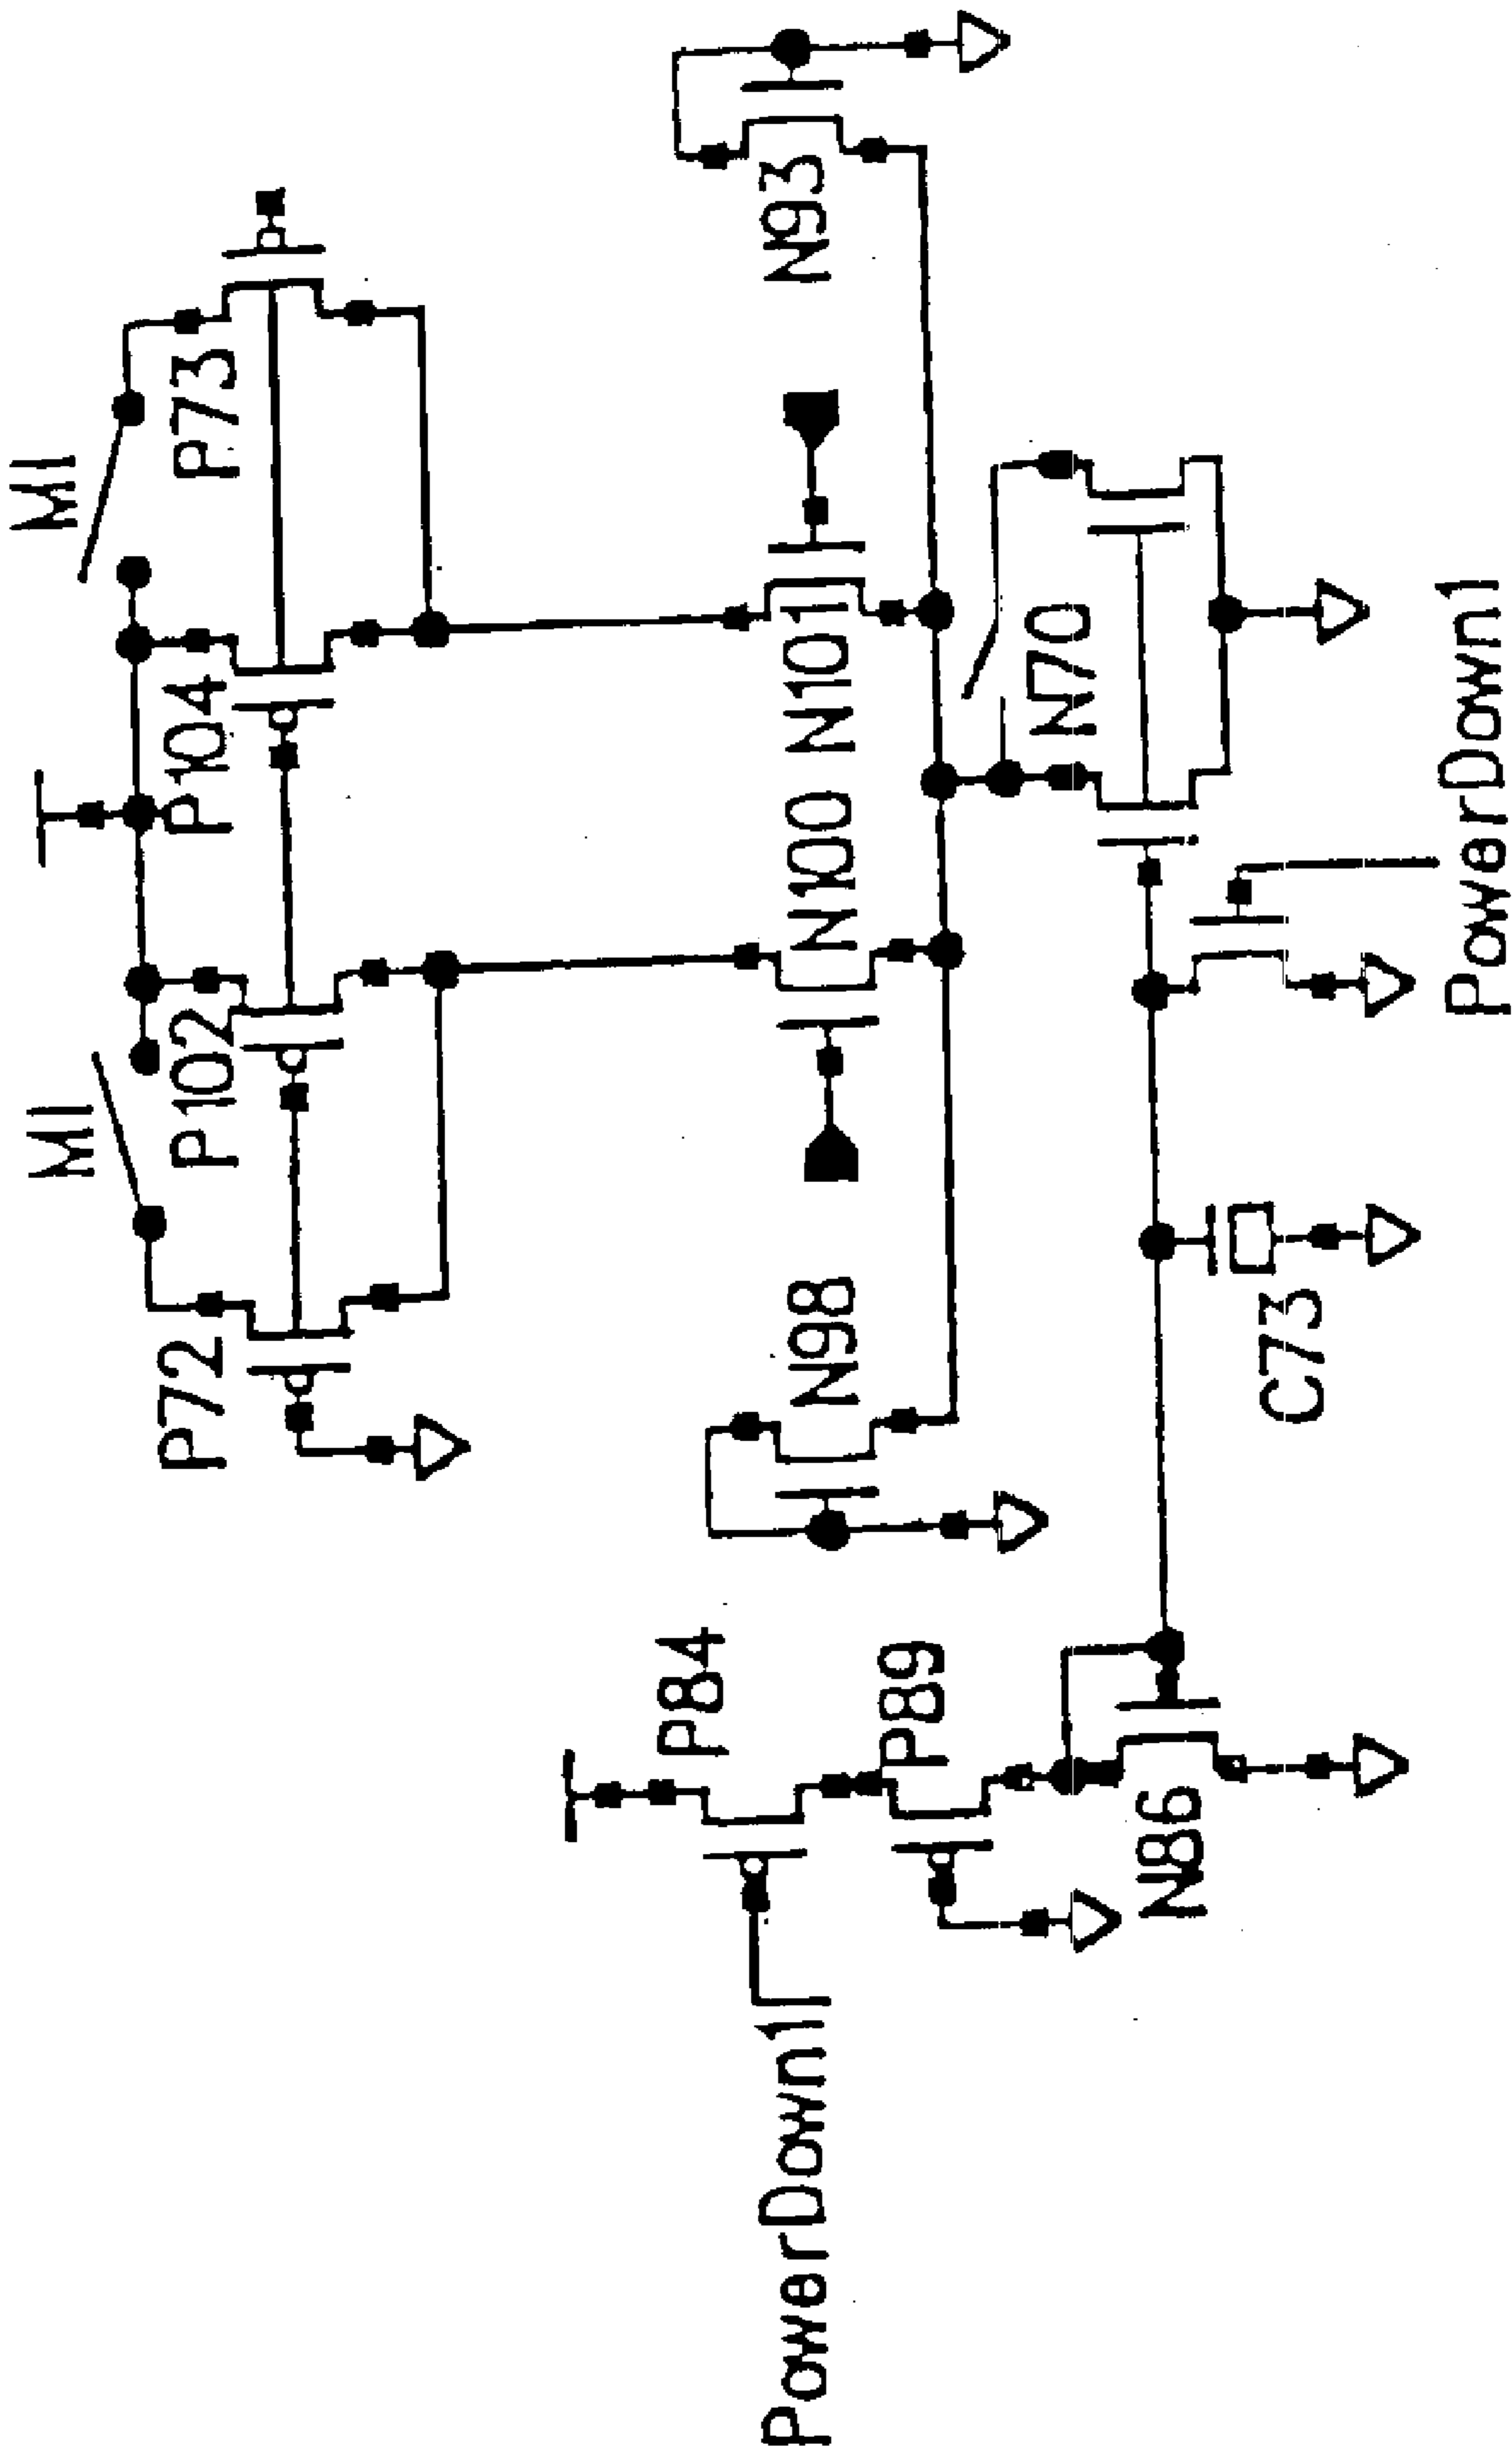 MI
MI
P72
P102
P104
P73
P84
PowerDown1
N98
N100
N101
N93
P89
N70
N86
C73
PowerDown1